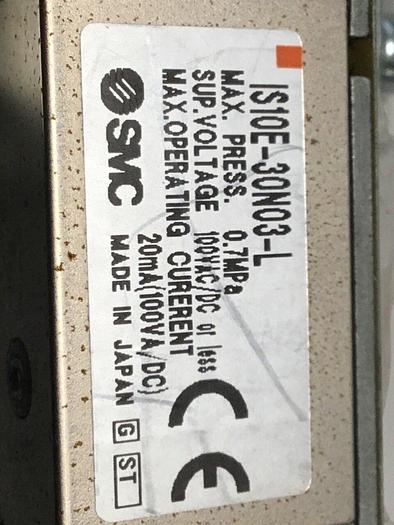 IS10E-30N03-L
MAX. PRESS. 0.7MPa
SUP.VOLTAGE 100VAC/DC or less
MAX.OPERATING CURERENT
20mA(100VA/DC)
SMC MADE IN JAPAN G ST
CE